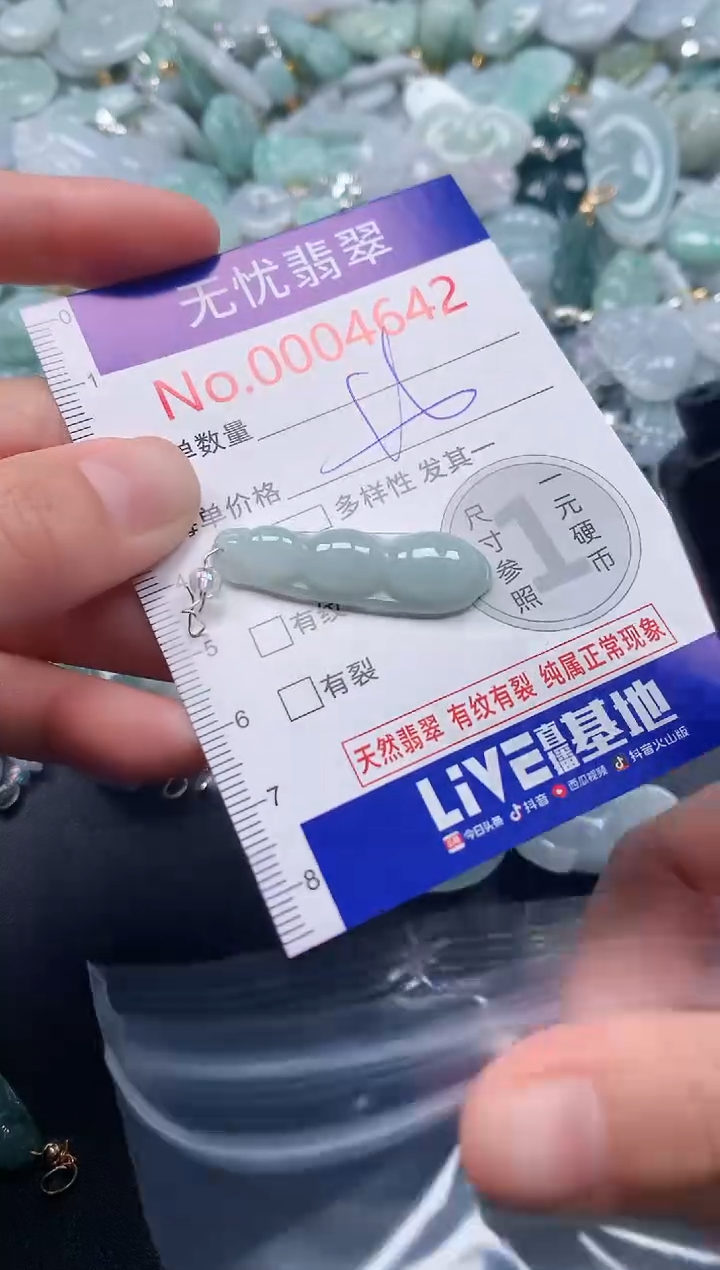 无忧翡翠
No.0004642
单数量
单价格
多样性 发其一
有纹
有裂
尺寸参照
1
一元硬币
天然翡翠 有纹有裂 纯属正常现象
LIVE直播基地
今日头条 抖音 西瓜视频 抖音火山版
0
1
5
6
7
8